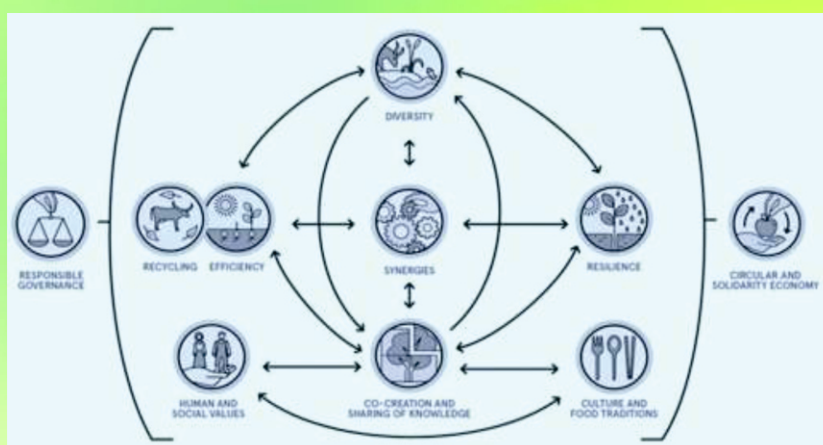 DIVERSITY
RECYCLING
EFFICIENCY
SYNERGIES
RESILIENCE
RESPONSIBLE
GOVERNANCE
CIRCULAR AND
SOLIDARITY ECONOMY
HUMAN AND
SOCIAL VALUES
CO-CREATION AND
SHARING OF KNOWLEDGE
CULTURE AND
FOOD TRADITIONS